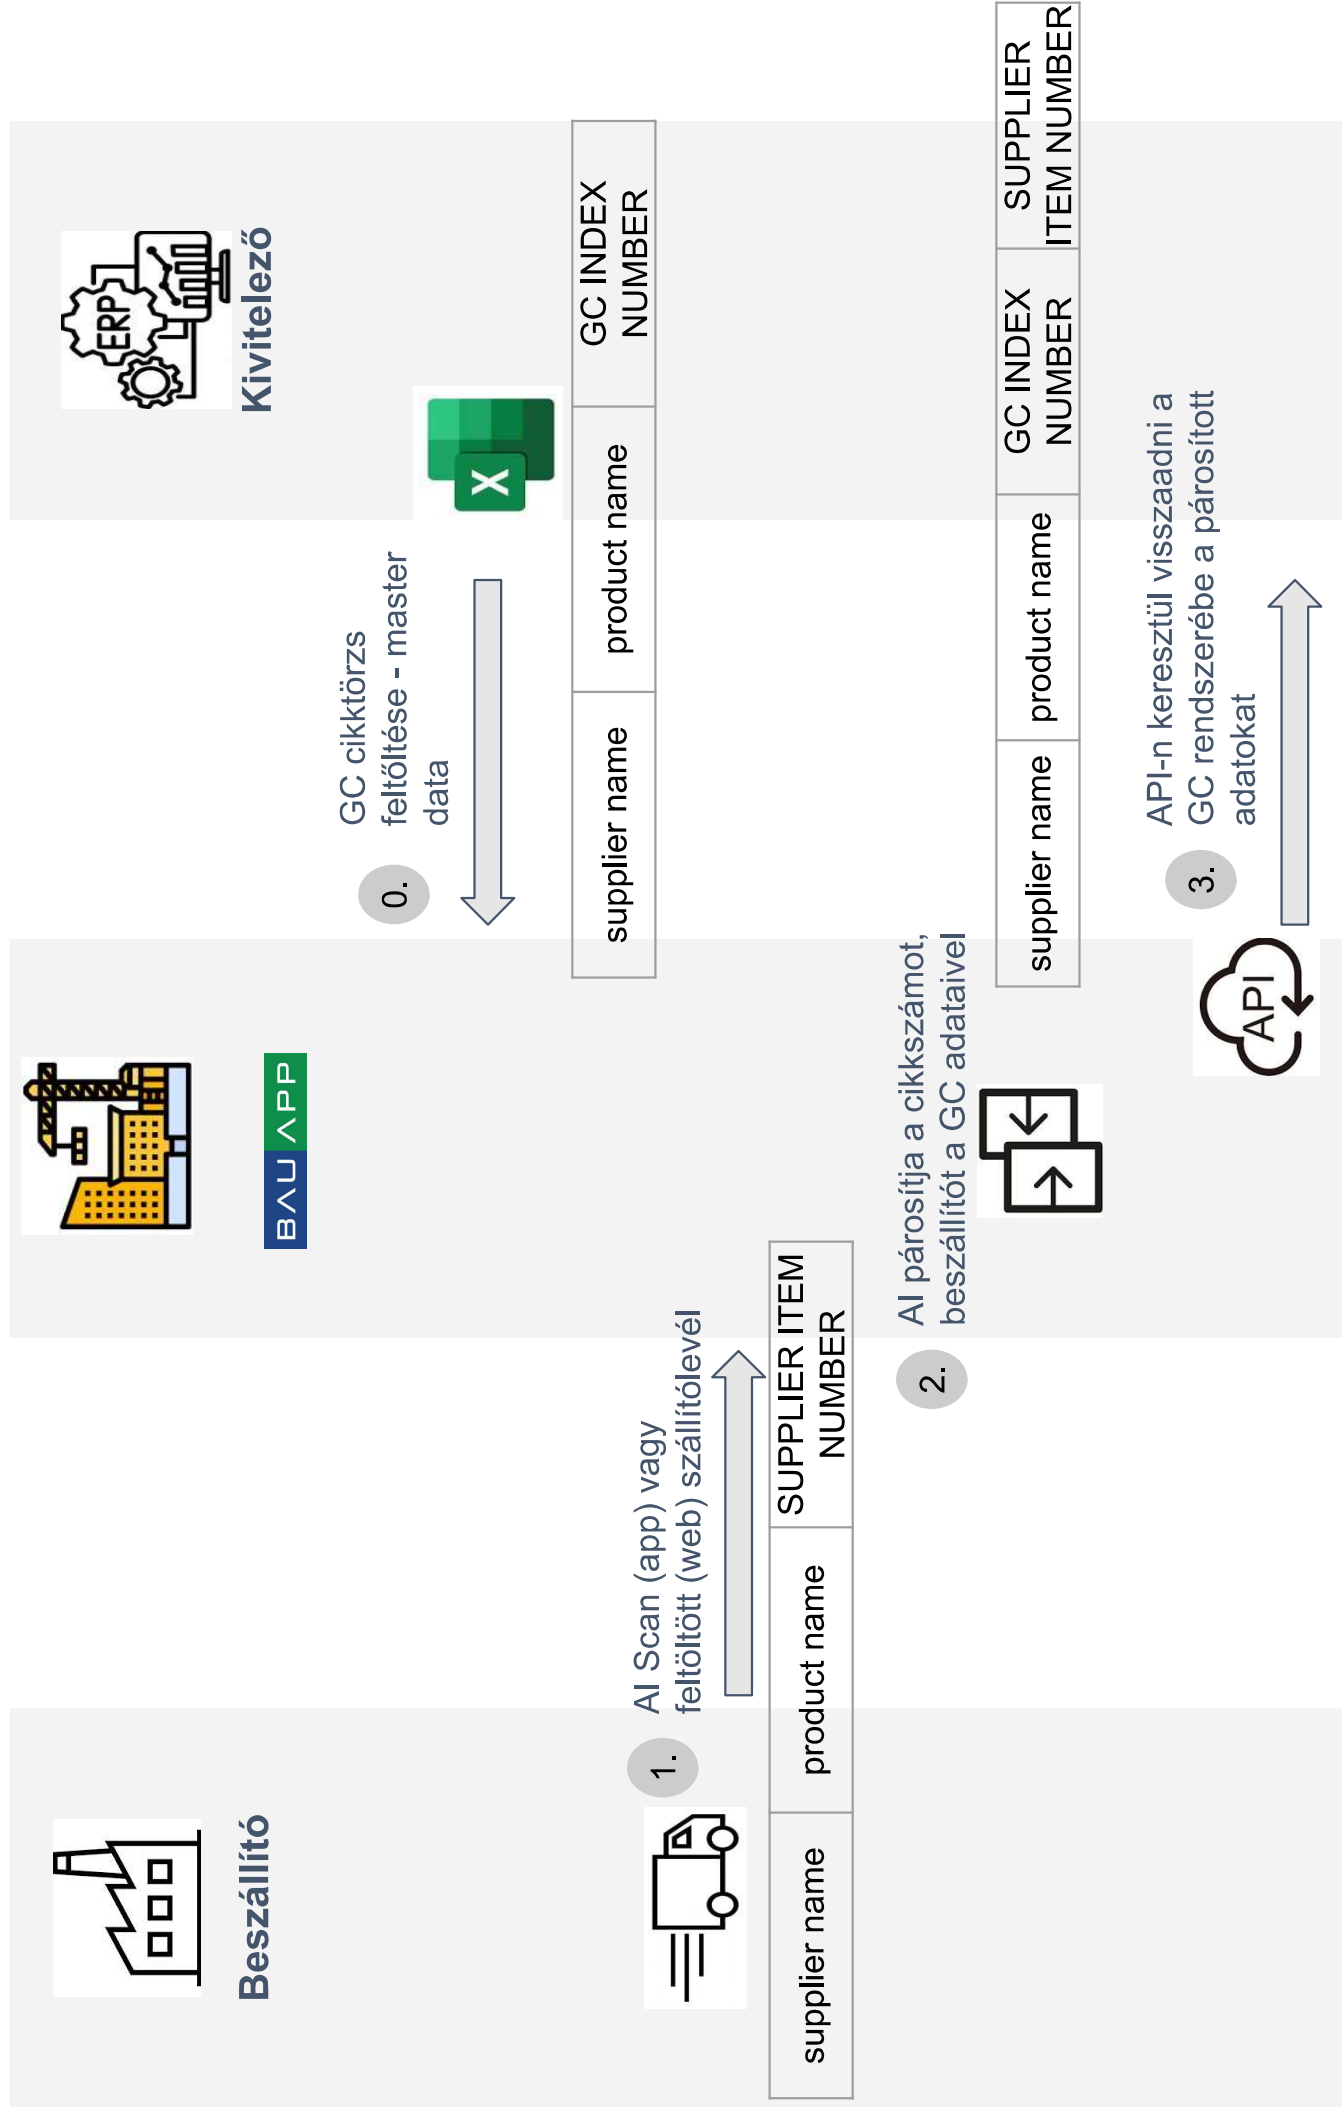 Beszállító
BAU APP
ERP
Kivitelező
0.
GC cikktörzs
feltőltése - master
data
X
supplier name
product name
GC INDEX
NUMBER
1.
AI Scan (app) vagy
feltöltött (web) szállítólevél
supplier name
product name
SUPPLIER ITEM
NUMBER
2.
AI párosítja a cikkszámot,
beszállítót a GC adataivel
supplier name
product name
GC INDEX
NUMBER
SUPPLIER
ITEM NUMBER
API
3.
API-n keresztül visszaadni a
GC rendszerébe a párosított
adatokat